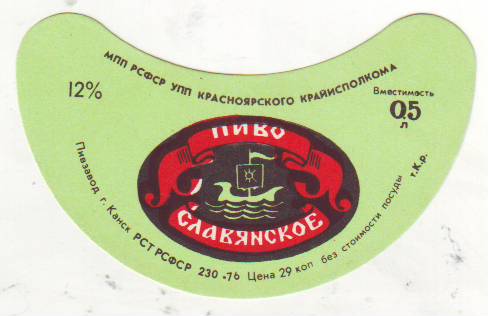 МПП РСФСР УПП КРАСНОЯРСКОГО КРАЙИСПОЛКОМА
12%
Вместимость
0,5
л
ПИВО
СЛАВЯНСКОЕ
Пивзавод г. Канск РСТ РСФСР 230-76 Цена 29 коп без стоимости посуды т.К.р.